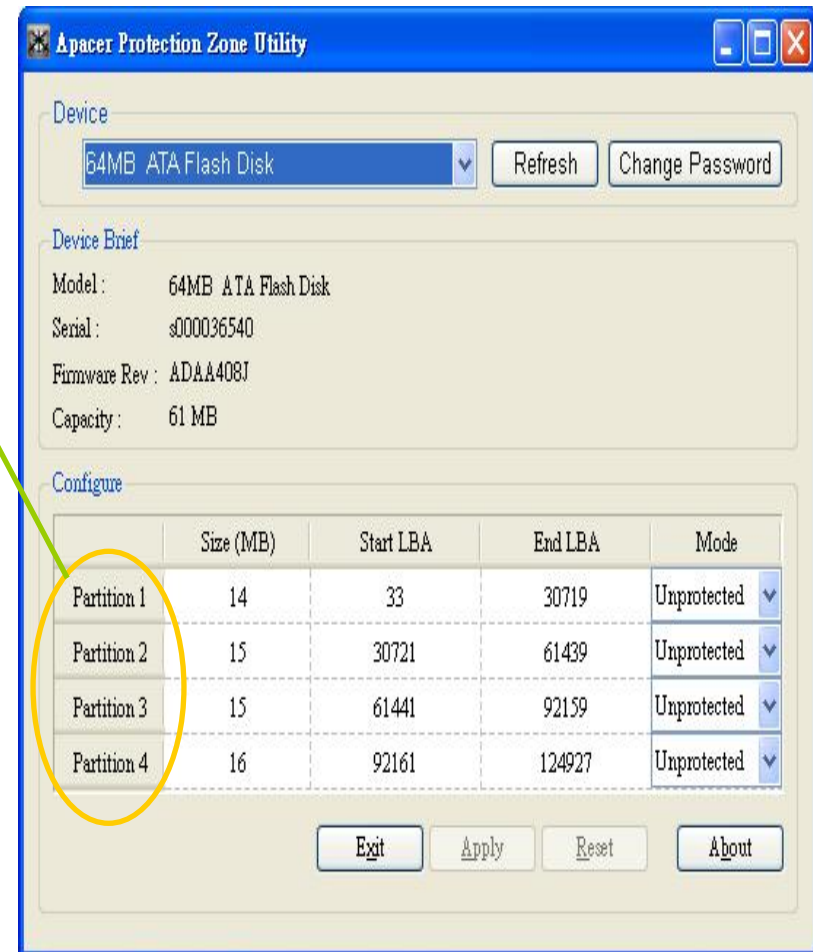 Apacer Protection Zone Utility
Device
64MB ATA Flash Disk Refresh Change Password
Device Brief
Model : 64MB ATA Flash Disk
Serial : s000036540
Firmware Rev : ADAA408J
Capacity : 61 MB
Configure
Size (MB) Start LBA End LBA Mode
Partition 1 14 33 30719 Unprotected
Partition 2 15 30721 61439 Unprotected
Partition 3 15 61441 92159 Unprotected
Partition 4 16 92161 124927 Unprotected
Exit Apply Reset About